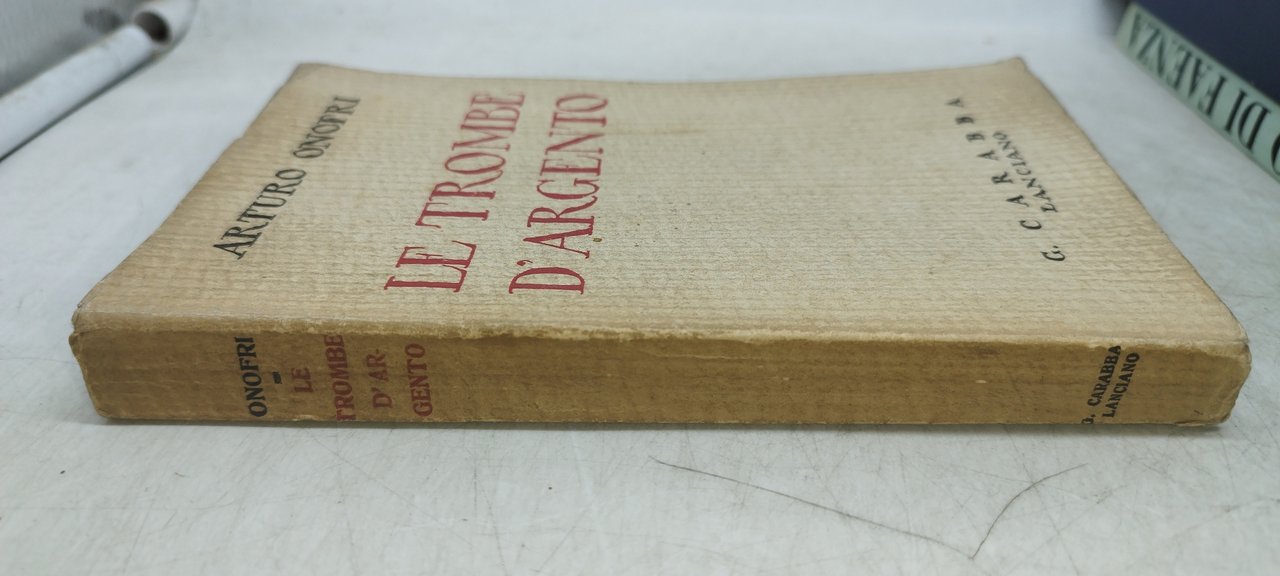 ARTURO ONOFRI
LE TROMBE
D'ARGENTO
G. CARABBA
LANCIANO
ONOFRI
-
LE
TROMBE
D'AR-
GENTO
G. CARABBA
LANCIANO
DI FAENZA